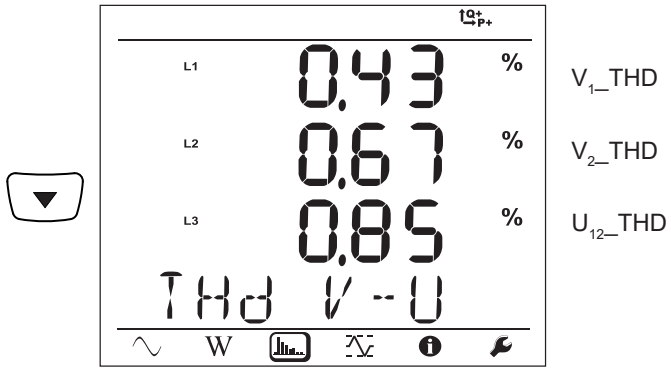 Q+
P+
L1 0.43 % V1_THD
L2 0.67 % V2_THD
L3 0.85 % U12_THD
THd V-U
W